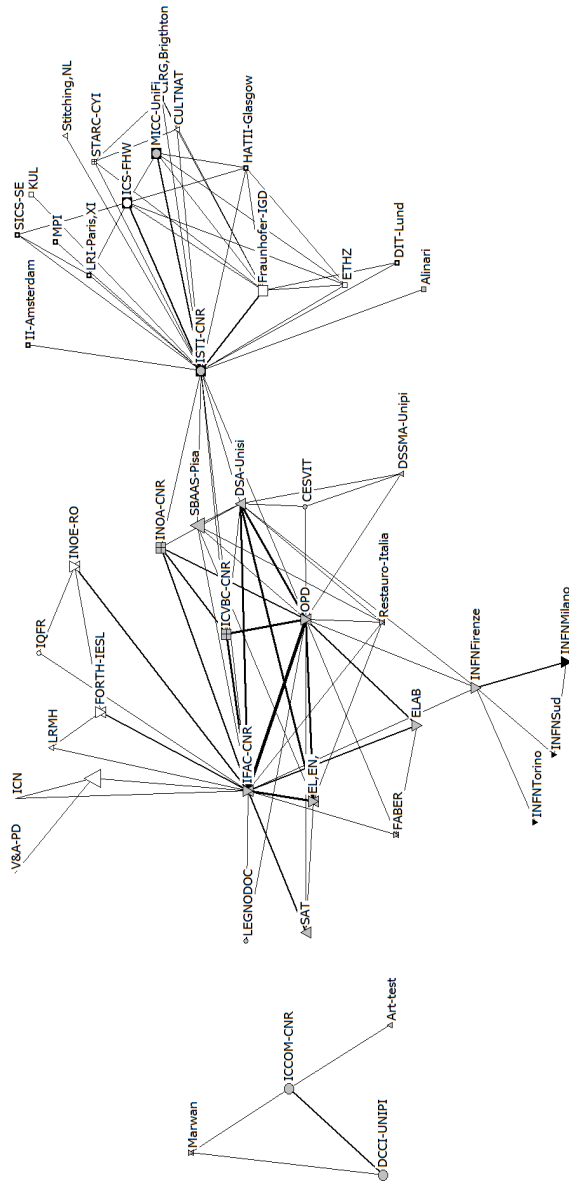 Stitching,NL
CIRG,Brigthton
MICC-UniFi
CULTNAT
STARC-CYI
KUL
SICS-SE
ICS-FHW
HATII-Glasgow
MPI
LRI-Paris,XI
Fraunhofer-IGD
DIT-Lund
ETHZ
Alinari
II-Amsterdam
ISTI-CNR
SBAAS-Pisa
DSA-Unisi
DSSMA-Unipi
CESVIT
INOA-CNR
INOE-RO
ICVBC-CNR
OPD
Restauro-Italia
IQFR
FORTH-IESL
INFNFirenze
INFNMilano
LRMH
ELAB
INFNSud
IFAC-CNR
EL,EN,
ICN
INFNTorino
FABER
V&A-PD
LEGNODOC
SAT
Art-test
ICCOM-CNR
Marwan
DCCI-UNIPI